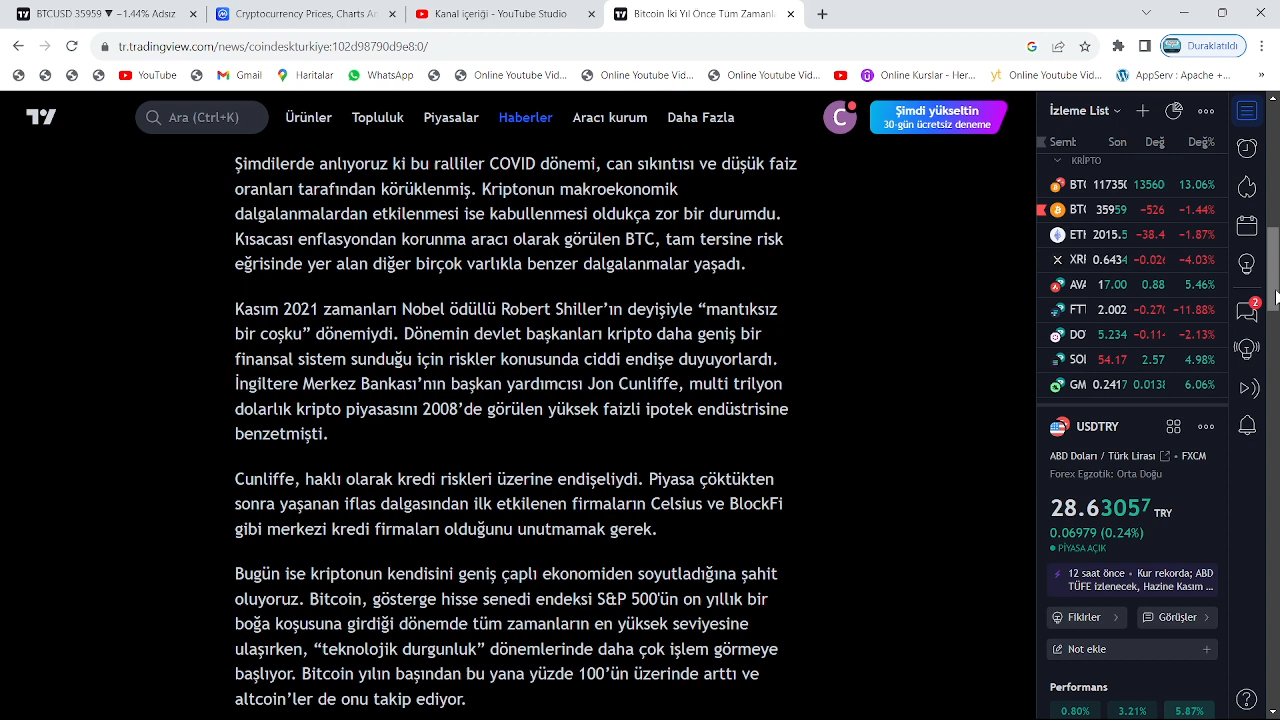 BTCUSD 35959 ▼ −1.44% Adsız
Cryptocurrency Prices, Charts An
Kanal içeriği - YouTube Studio
Bitcoin İki Yıl Önce Tüm Zamanla
tr.tradingview.com/news/coindeskturkiye:102d98790d9e8:0/
Duraklatıldı
YouTube
Gmail
Haritalar
WhatsApp
Online Youtube Vid...
Online Youtube Vid...
Online Youtube Vid...
Online Kurslar - Her...
yt Online Youtube Vid...
AppServ : Apache +...
»
Ara (Ctrl+K)
Ürünler
Topluluk
Piyasalar
Haberler
Aracı kurum
Daha Fazla
C
Şimdi yükseltin
30-gün ücretsiz deneme
Şimdilerde anlıyoruz ki bu ralliler COVID dönemi, can sıkıntısı ve düşük faiz
oranları tarafından körüklenmiş. Kriptonun makroekonomik
dalgalanmalardan etkilenmesi ise kabullenmesi oldukça zor bir durumdu.
Kısacası enflasyondan korunma aracı olarak görülen BTC, tam tersine risk
eğrisinde yer alan diğer birçok varlıkla benzer dalgalanmalar yaşadı.
Kasım 2021 zamanları Nobel ödüllü Robert Shiller’ın deyişiyle “mantıksız
bir coşku” dönemiydi. Dönemin devlet başkanları kripto daha geniş bir
finansal sistem sunduğu için riskler konusunda ciddi endişe duyuyorlardı.
İngiltere Merkez Bankası’nın başkan yardımcısı Jon Cunliffe, multi trilyon
dolarlık kripto piyasasını 2008’de görülen yüksek faizli ipotek endüstrisine
benzetmişti.
Cunliffe, haklı olarak kredi riskleri üzerine endişeliydi. Piyasa çöktükten
sonra yaşanan iflas dalgasından ilk etkilenen firmaların Celsius ve BlockFi
gibi merkezi kredi firmaları olduğunu unutmamak gerek.
Bugün ise kriptonun kendisini geniş çaplı ekonomiden soyutladığına şahit
oluyoruz. Bitcoin, gösterge hisse senedi endeksi S&P 500'ün on yıllık bir
boğa koşusuna girdiği dönemde tüm zamanların en yüksek seviyesine
ulaşırken, “teknolojik durgunluk” dönemlerinde daha çok işlem görmeye
başlıyor. Bitcoin yılın başından bu yana yüzde 100’ün üzerinde arttı ve
altcoin’ler de onu takip ediyor.
İzleme List
Semb Son Değ Değ%
KRİPTO
BTC 117350 13560 13.06%
BTC 35959 −526 −1.44%
ETH 2015.5 −38.4 −1.87%
XRI 0.6434 −0.026 −4.03%
AVA 17.00 0.88 5.46%
FTT 2.002 −0.270 −11.88%
DO 5.234 −0.114 −2.13%
SOI 54.17 2.57 4.98%
GM 0.2417 0.0138 6.06%
2
USDTRY
ABD Doları / Türk Lirası • FXCM
Forex Egzotik: Orta Doğu
28.63057 TRY
0.06979 (0.24%)
PİYASA AÇIK
12 saat önce • Kur rekorda; ABD
TÜFE izlenecek, Hazine Kasım ...
Fikirler
Görüşler
Not ekle
Performans
0.80% 3.21% 5.87%